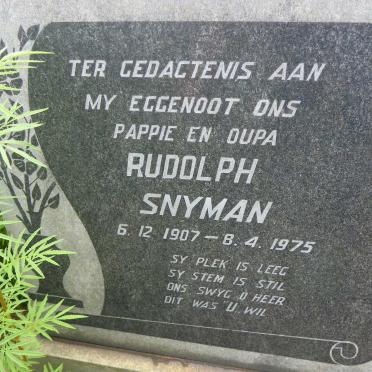 TER GEDACTENIS AAN
MY EGGENOOT ONS
PAPPIE EN OUPA
RUDOLPH
SNYMAN
6. 12 1907 – 8. 4. 1975
SY PLEK IS LEEG
SY STEM IS STIL
ONS SWYG O HEER
DIT WAS U WIL